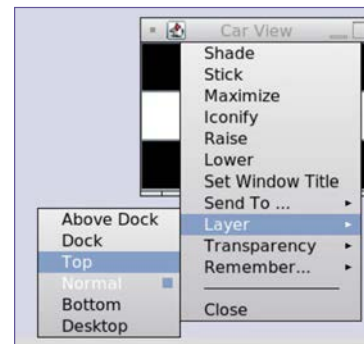 Car View
Shade
Stick
Maximize
Iconify
Raise
Lower
Set Window Title
Send To ...
Layer
Transparency
Remember...
Close
Above Dock
Dock
Top
Normal
Bottom
Desktop